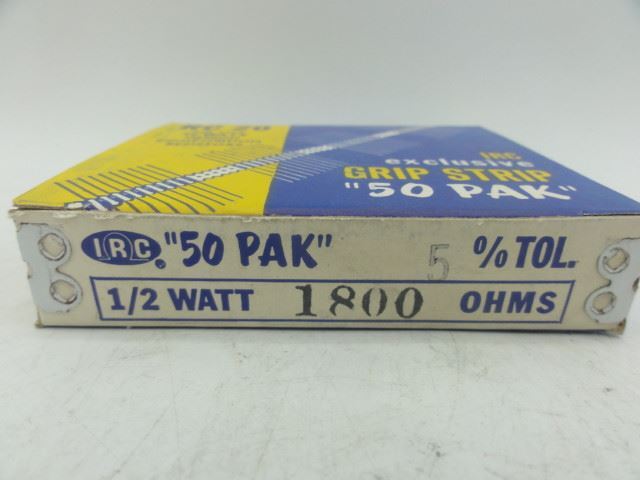 IRC
exclusive
GRIP STRIP
"50 PAK"
IRC "50 PAK" 5 % TOL.
1/2 WATT 1800 OHMS